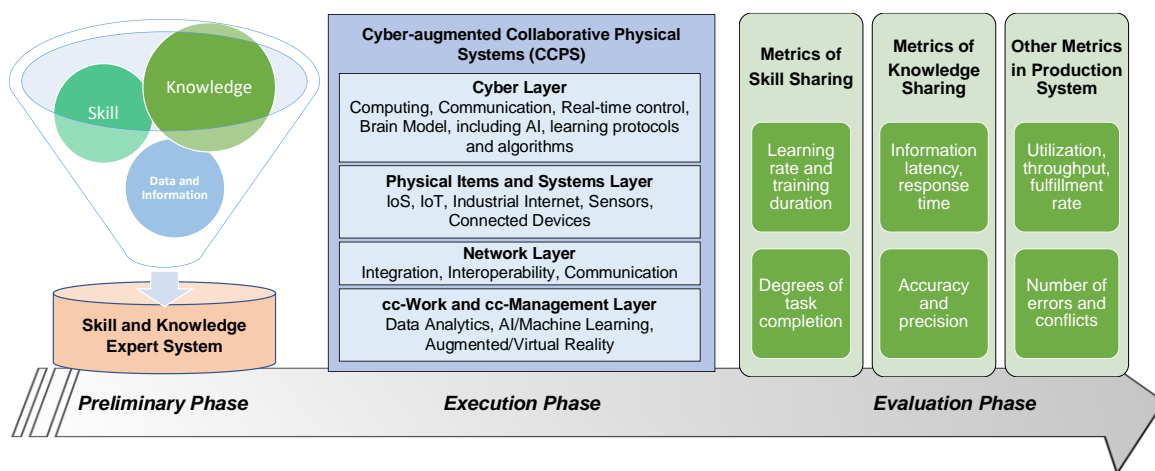 Knowledge
Skill
Data and
Information
Skill and Knowledge
Expert System
Cyber-augmented Collaborative Physical
Systems (CCPS)
Cyber Layer
Computing, Communication, Real-time control,
Brain Model, including AI, learning protocols
and algorithms
Physical Items and Systems Layer
IoS, IoT, Industrial Internet, Sensors,
Connected Devices
Network Layer
Integration, Interoperability, Communication
cc-Work and cc-Management Layer
Data Analytics, AI/Machine Learning,
Augmented/Virtual Reality
Metrics of
Skill Sharing
Learning
rate and
training
duration
Degrees of
task
completion
Metrics of
Knowledge
Sharing
Information
latency,
response
time
Accuracy
and
precision
Other Metrics
in Production
System
Utilization,
throughput,
fulfillment
rate
Number of
errors and
conflicts
Preliminary Phase
Execution Phase
Evaluation Phase